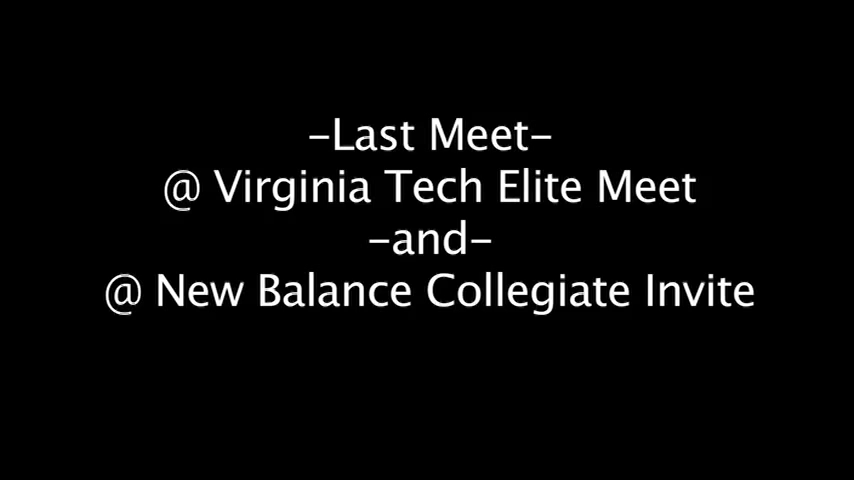 -Last Meet-
@ Virginia Tech Elite Meet
-and-
@ New Balance Collegiate Invite